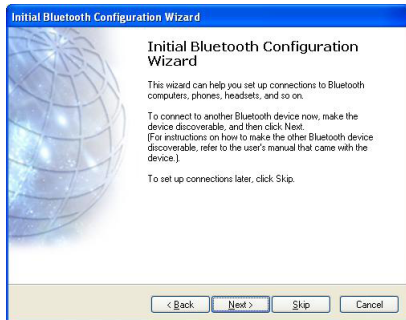 Initial Bluetooth Configuration Wizard
Initial Bluetooth Configuration
Wizard
This wizard can help you set up connections to Bluetooth
computers, phones, headsets, and so on.
To connect to another Bluetooth device now, make the
device discoverable, and then click Next.
(For instructions on how to make the other Bluetooth device
discoverable, refer to the user's manual that came with the
device.)
To set up connections later, click Skip.
< Back Next > Skip Cancel